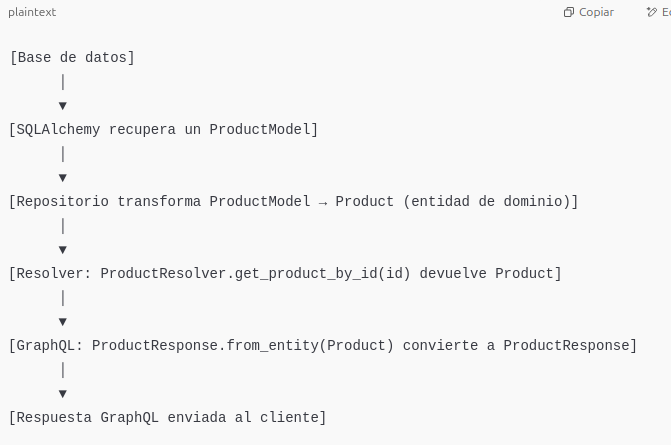 plaintext Copiar
[Base de datos]
│
▼
[SQLAlchemy recupera un ProductModel]
│
▼
[Repositorio transforma ProductModel → Product (entidad de dominio)]
│
▼
[Resolver: ProductResolver.get_product_by_id(id) devuelve Product]
│
▼
[GraphQL: ProductResponse.from_entity(Product) convierte a ProductResponse]
│
▼
[Respuesta GraphQL enviada al cliente]